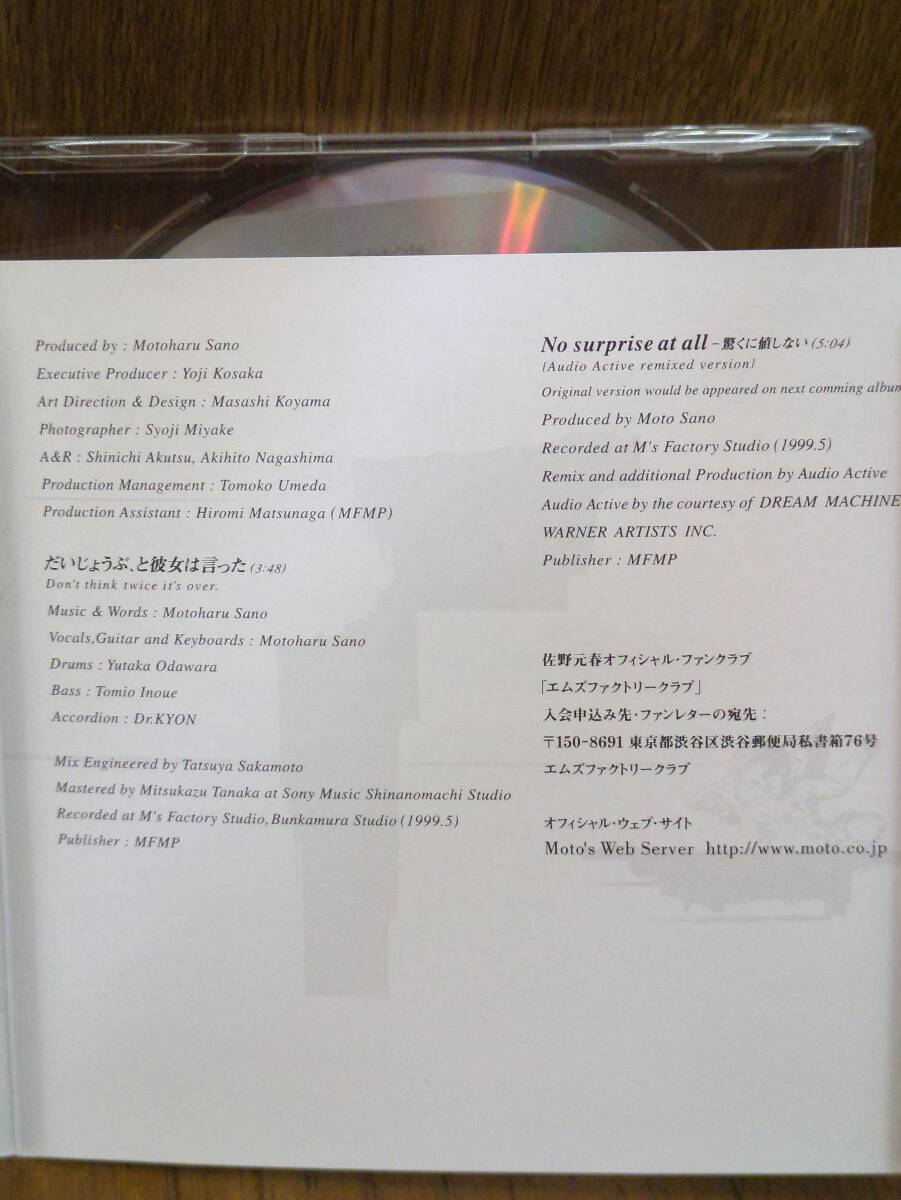 Produced by : Motoharu Sano
Executive Producer : Yoji Kosaka
Art Direction & Design : Masashi Koyama
Photographer : Syoji Miyake
A&R : Shinichi Akutsu, Akihito Nagashima
Production Management : Tomoko Umeda
Production Assistant : Hiromi Matsunaga (MFMP)
だいじょうぶ、と彼女は言った (3:48)
Don't think twice it's over.
Music & Words : Motoharu Sano
Vocals,Guitar and Keyboards : Motoharu Sano
Drums : Yutaka Odawara
Bass : Tomio Inoue
Accordion : Dr.KYON
Mix Engineered by Tatsuya Sakamoto
Mastered by Mitsukazu Tanaka at Sony Music Shinanomachi Studio
Recorded at M's Factory Studio,Bunkamura Studio (1999.5)
Publisher : MFMP
No surprise at all – 驚くに値しない (5:04)
[Audio Active remixed version]
Original version would be appeared on next comming album
Produced by Moto Sano
Recorded at M's Factory Studio (1999.5)
Remix and additional Production by Audio Active
Audio Active by the courtesy of DREAM MACHINE
WARNER ARTISTS INC.
Publisher : MFMP
佐野元春オフィシャル・ファンクラブ
「エムズファクトリークラブ」
入会申込み先・ファンレターの宛先：
〒150-8691 東京都渋谷区渋谷郵便局私書箱76号
エムズファクトリークラブ
オフィシャル・ウェブ・サイト
Moto's Web Server http://www.moto.co.jp